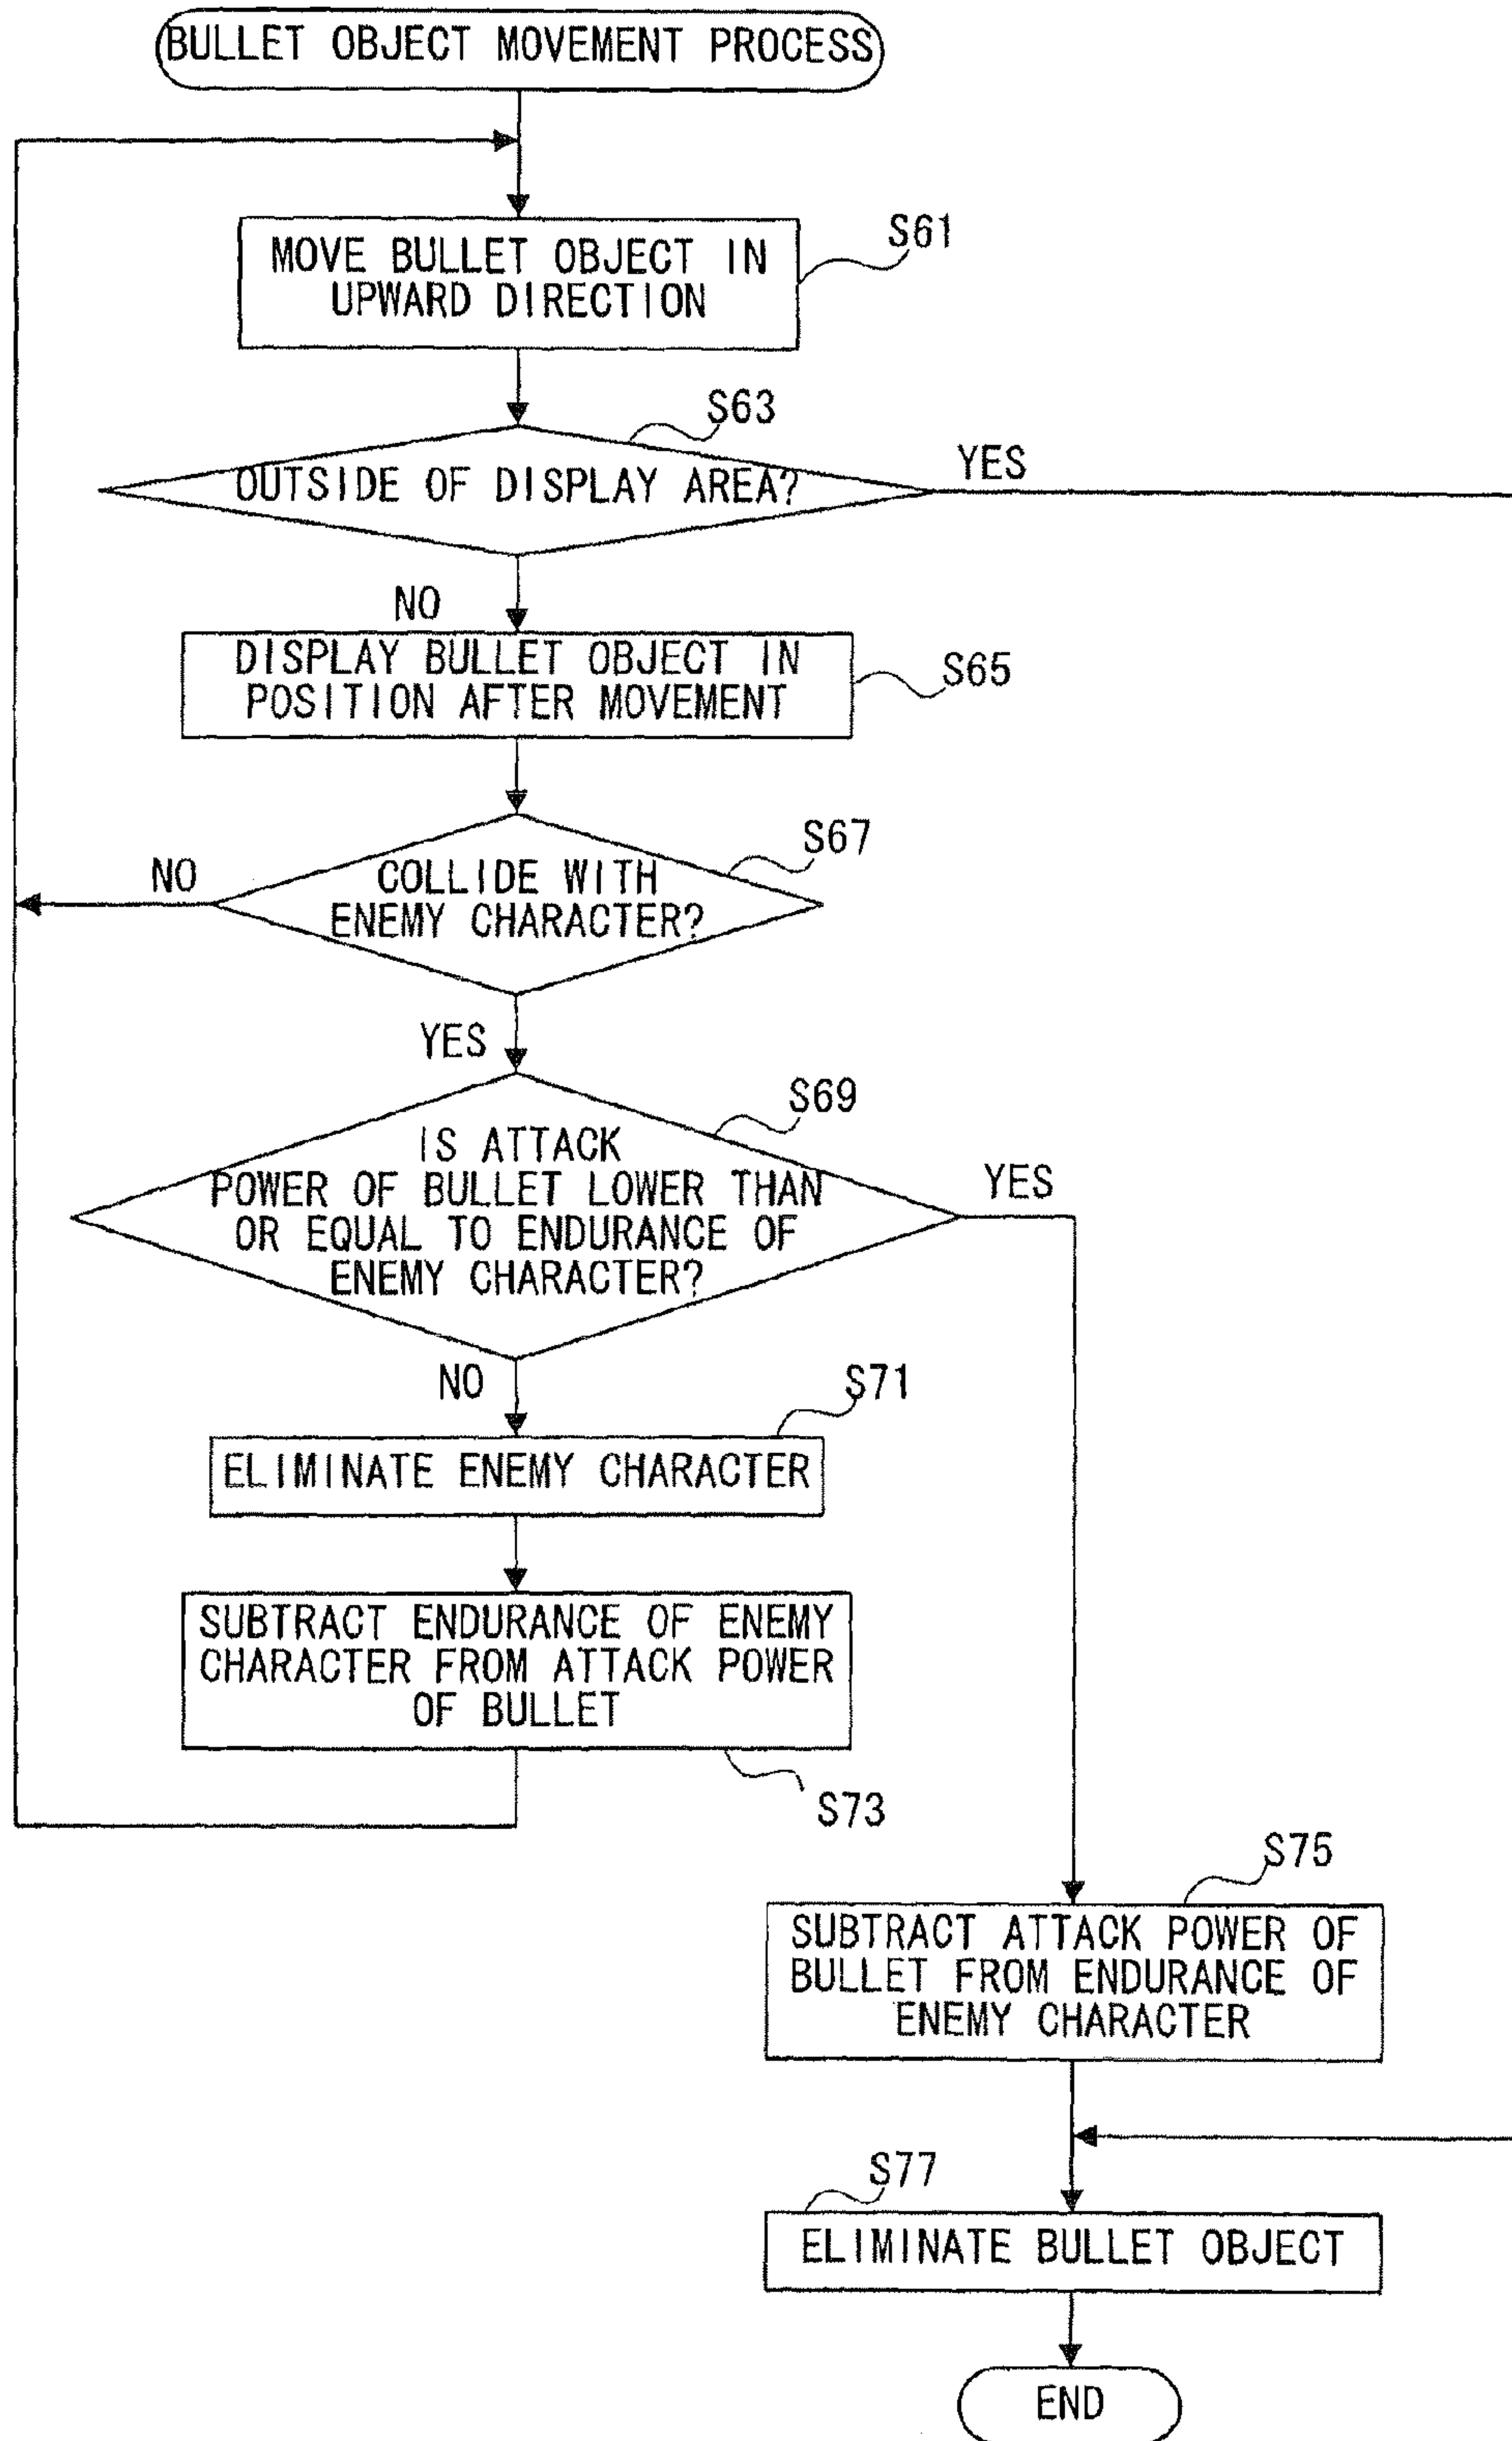 BULLET OBJECT MOVEMENT PROCESS
S61
MOVE BULLET OBJECT IN
UPWARD DIRECTION
S63
OUTSIDE OF DISPLAY AREA?
YES
NO
DISPLAY BULLET OBJECT IN
POSITION AFTER MOVEMENT
S65
S67
NO
COLLIDE WITH
ENEMY CHARACTER?
YES
S69
IS ATTACK
POWER OF BULLET LOWER THAN
OR EQUAL TO ENDURANCE OF
ENEMY CHARACTER?
YES
NO
S71
ELIMINATE ENEMY CHARACTER
SUBTRACT ENDURANCE OF ENEMY
CHARACTER FROM ATTACK POWER
OF BULLET
S73
S75
SUBTRACT ATTACK POWER OF
BULLET FROM ENDURANCE OF
ENEMY CHARACTER
S77
ELIMINATE BULLET OBJECT
END